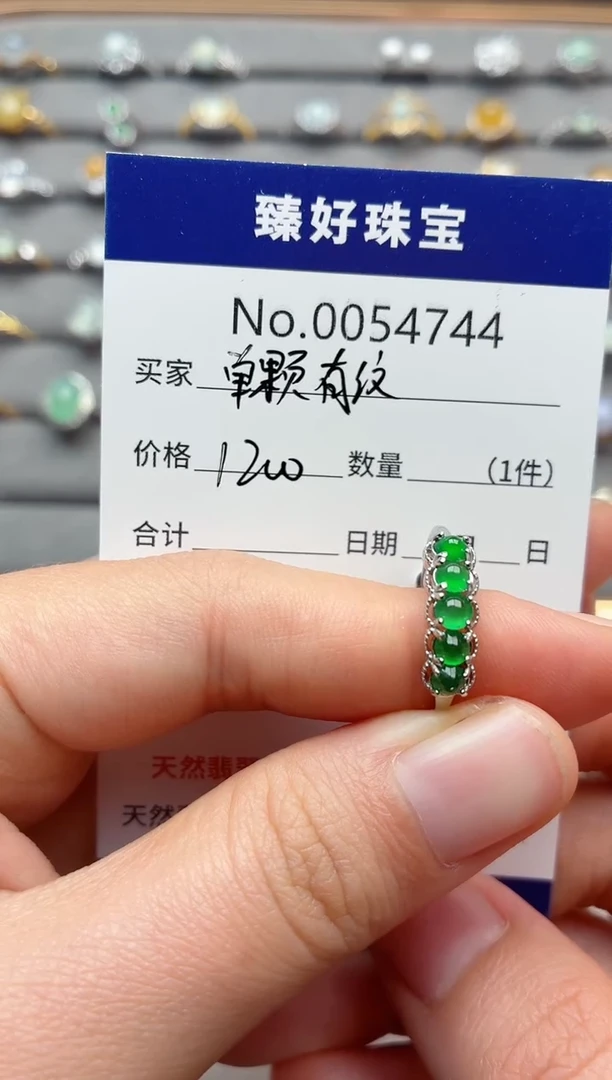 臻好珠宝
No.0054744
买家 单颗有纹
价格 1200 数量 (1件)
合计 日期 日
天然翡
天然